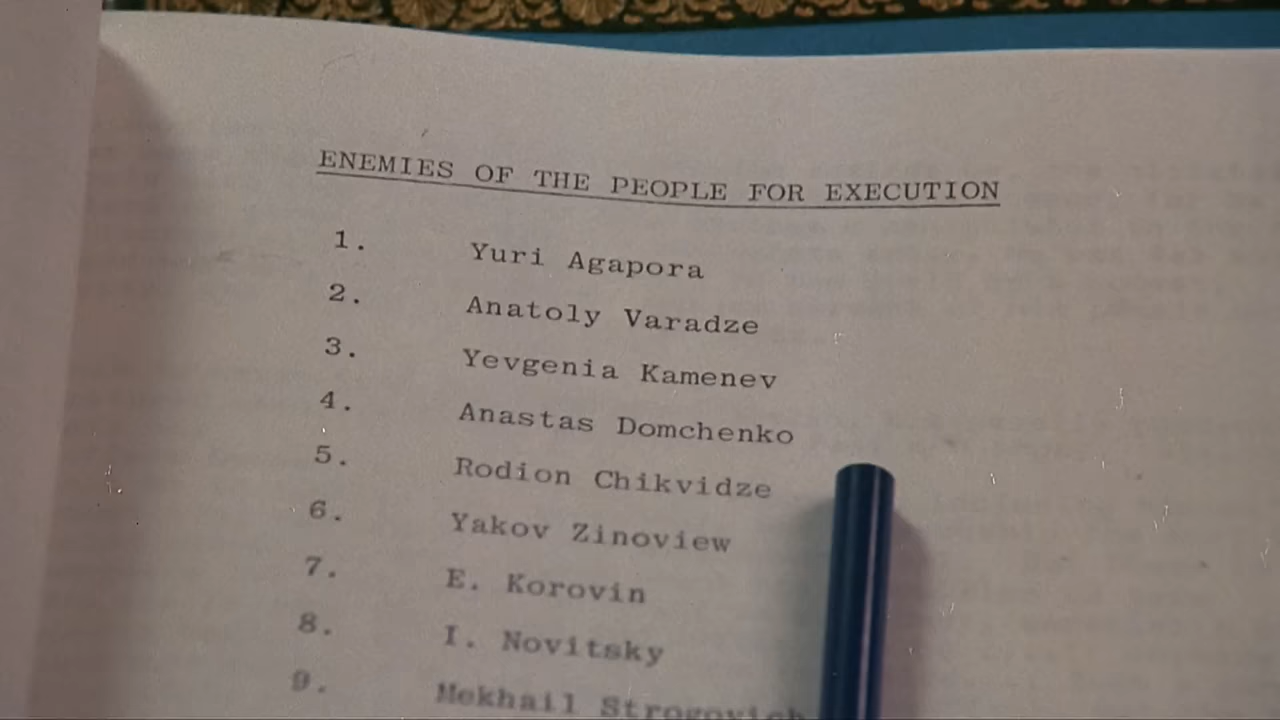 ENEMIES OF THE PEOPLE FOR EXECUTION
1. Yuri Agapora
2. Anatoly Varadze
3. Yevgenia Kamenev
4. Anastas Domchenko
5. Rodion Chikvidze
6. Yakov Zinoview
7. E. Korovin
8. I. Novitsky
9. Mekhail Strogovich